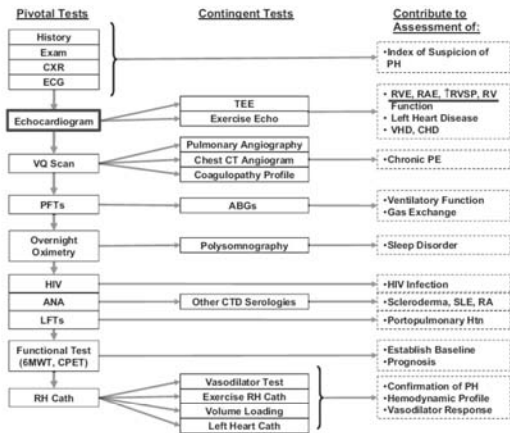 Pivotal Tests
Contingent Tests
Contribute to
Assessment of:
History
Exam
CXR
ECG
•Index of Suspicion of
PH
Echocardiogram
TEE
Exercise Echo
• RVE, RAE, ↑RVSP, RV
Function
• Left Heart Disease
• VHD, CHD
VQ Scan
Pulmonary Angiography
Chest CT Angiogram
Coagulopathy Profile
•Chronic PE
PFTs
ABGs
•Ventilatory Function
•Gas Exchange
Overnight
Oximetry
Polysomnography
•Sleep Disorder
HIV
•HIV Infection
ANA
Other CTD Serologies
•Scleroderma, SLE, RA
LFTs
•Portopulmonary Htn
Functional Test
(6MWT, CPET)
•Establish Baseline
•Prognosis
RH Cath
Vasodilator Test
Exercise RH Cath
Volume Loading
Left Heart Cath
•Confirmation of PH
•Hemodynamic Profile
•Vasodilator Response